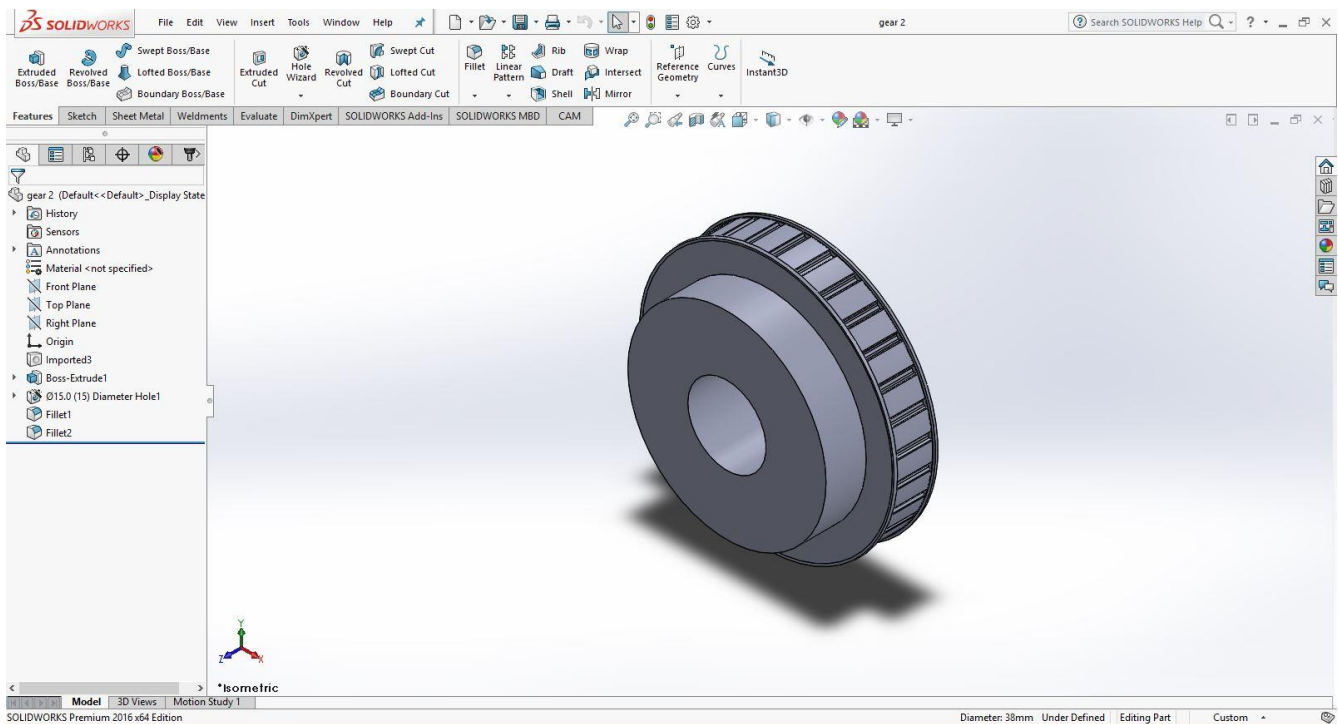 SOLIDWORKS File Edit View Insert Tools Window Help gear 2 Search SOLIDWORKS Help ?
Extruded Boss/Base
Revolved Boss/Base
Swept Boss/Base
Lofted Boss/Base
Boundary Boss/Base
Extruded Cut
Hole Wizard
Revolved Cut
Swept Cut
Lofted Cut
Boundary Cut
Fillet
Linear Pattern
Rib
Draft
Shell
Wrap
Intersect
Mirror
Reference Geometry
Curves
Instant3D
Features Sketch Sheet Metal Weldments Evaluate DimXpert SOLIDWORKS Add-Ins SOLIDWORKS MBD CAM
gear 2 (Default<<Default>_Display State
History
Sensors
A Annotations
Material <not specified>
Front Plane
Top Plane
Right Plane
Origin
Imported3
Boss-Extrude1
Ø15.0 (15) Diameter Hole1
Fillet1
Fillet2
Y
Z X
*Isometric
Model 3D Views Motion Study 1
SOLIDWORKS Premium 2016 x64 Edition Diameter: 38mm Under Defined Editing Part Custom